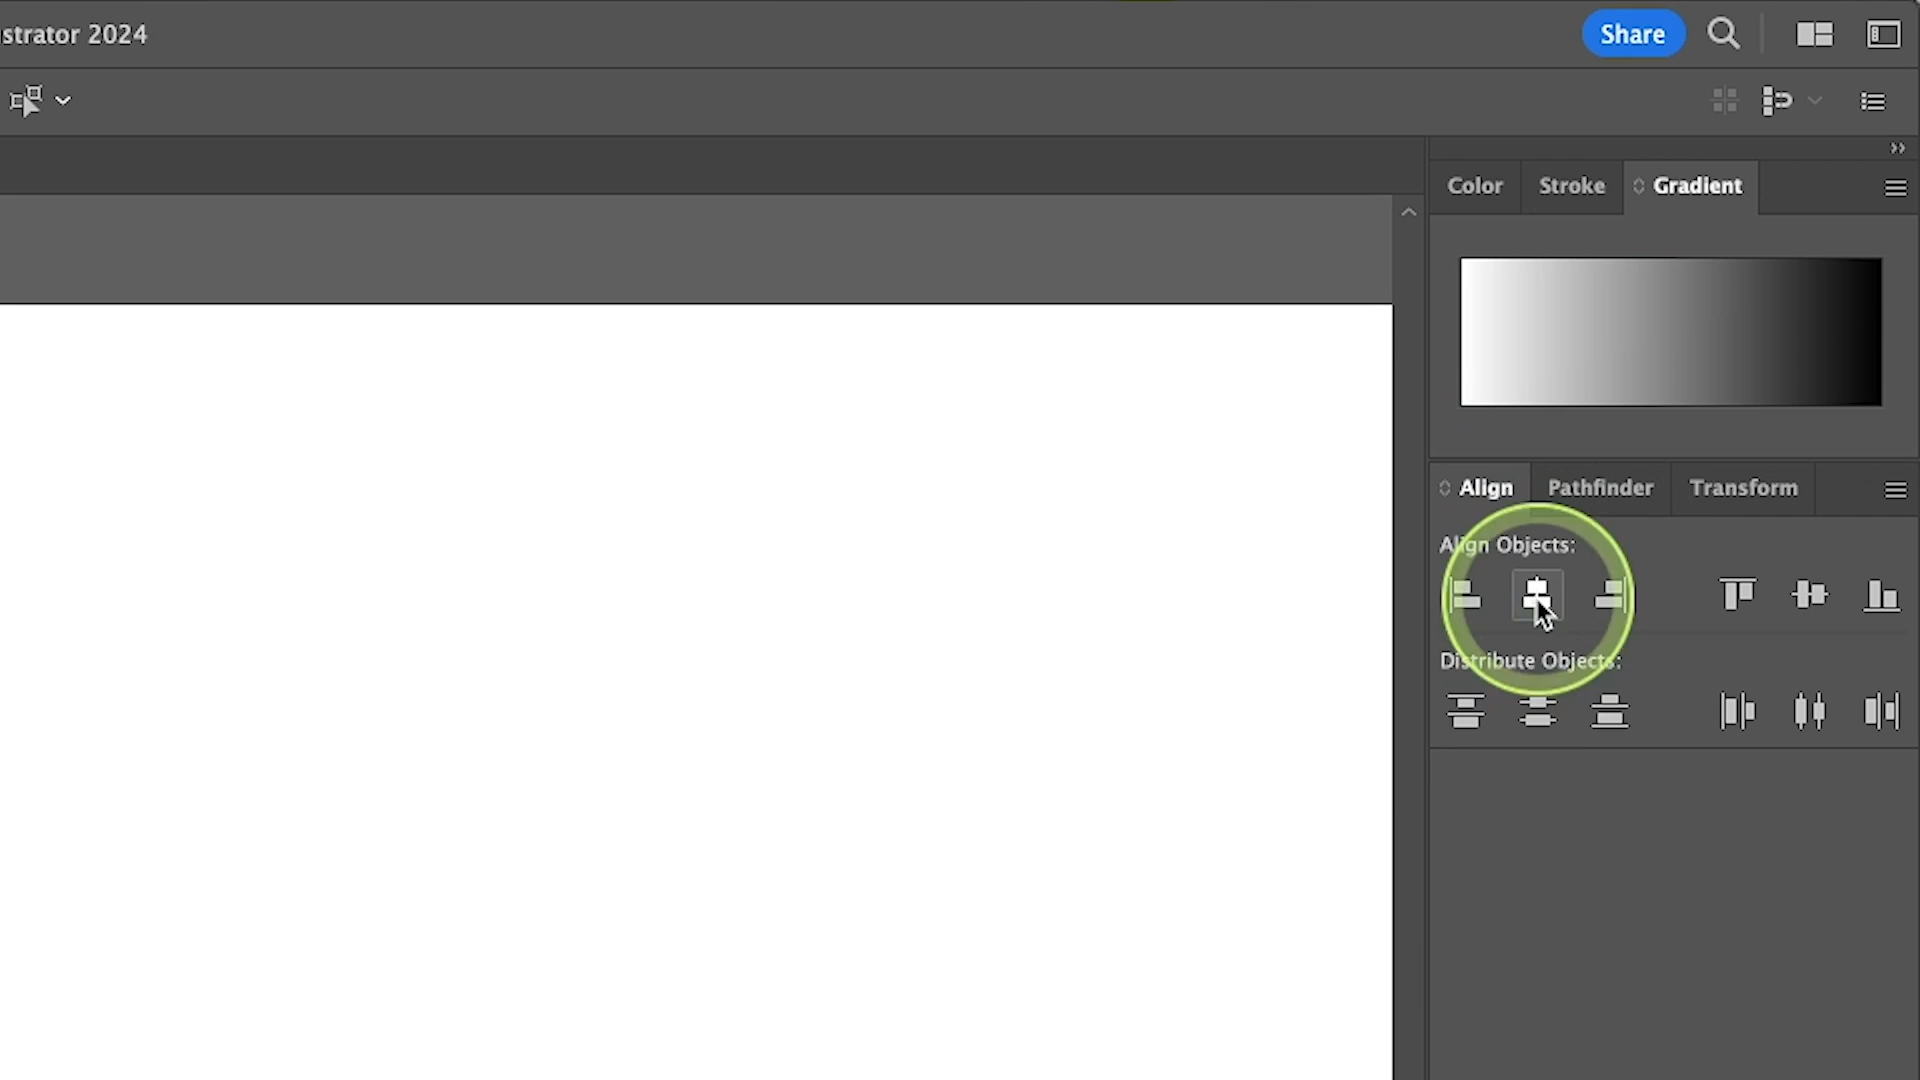 strator 2024
Share
Color Stroke Gradient
Align Pathfinder Transform
Align Objects:
Distribute Objects: